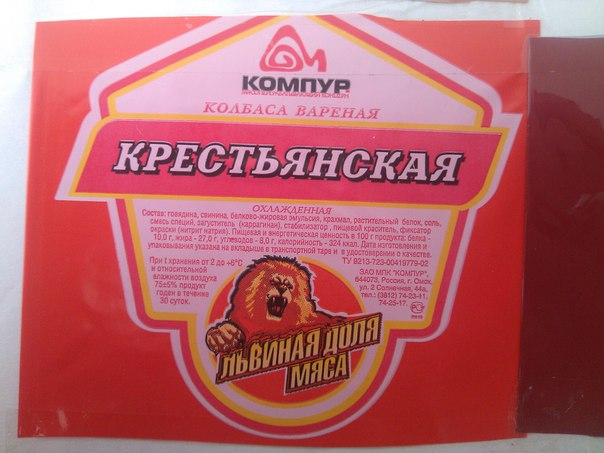 КОМПУР
КОЛБАСА ВАРЕНАЯ
КРЕСТЬЯНСКАЯ
ОХЛАЖДЕННАЯ
Состав: говядина, свинина, белково-жировая эмульсия, крахмал, растительный белок, соль,
смесь специй, загуститель (каррагинан), стабилизатор, пищевой краситель, фиксатор
окраски (нитрит натрия). Пищевая и энергетическая ценность в 100 г продукта: белка -
10,0 г, жира - 27,0 г, углеводов - 8,0 г, калорийность - 324 ккал. Дата изготовления и
упаковывания указана на вкладыше в транспортной таре и в удостоверении о качестве.
ТУ 9213-723-00419779-02
При t хранения от 2 до +6°С
и относительной
влажности воздуха
75±5% продукт
годен в течение
30 суток.
ЗАО МПК "КОМПУР",
644073, Россия, г. Омск,
ул. 2 Солнечная, 44а,
тел.: (3812) 74-23-11,
74-25-17.
ЛЬВИНАЯ ДОЛЯ
МЯСА